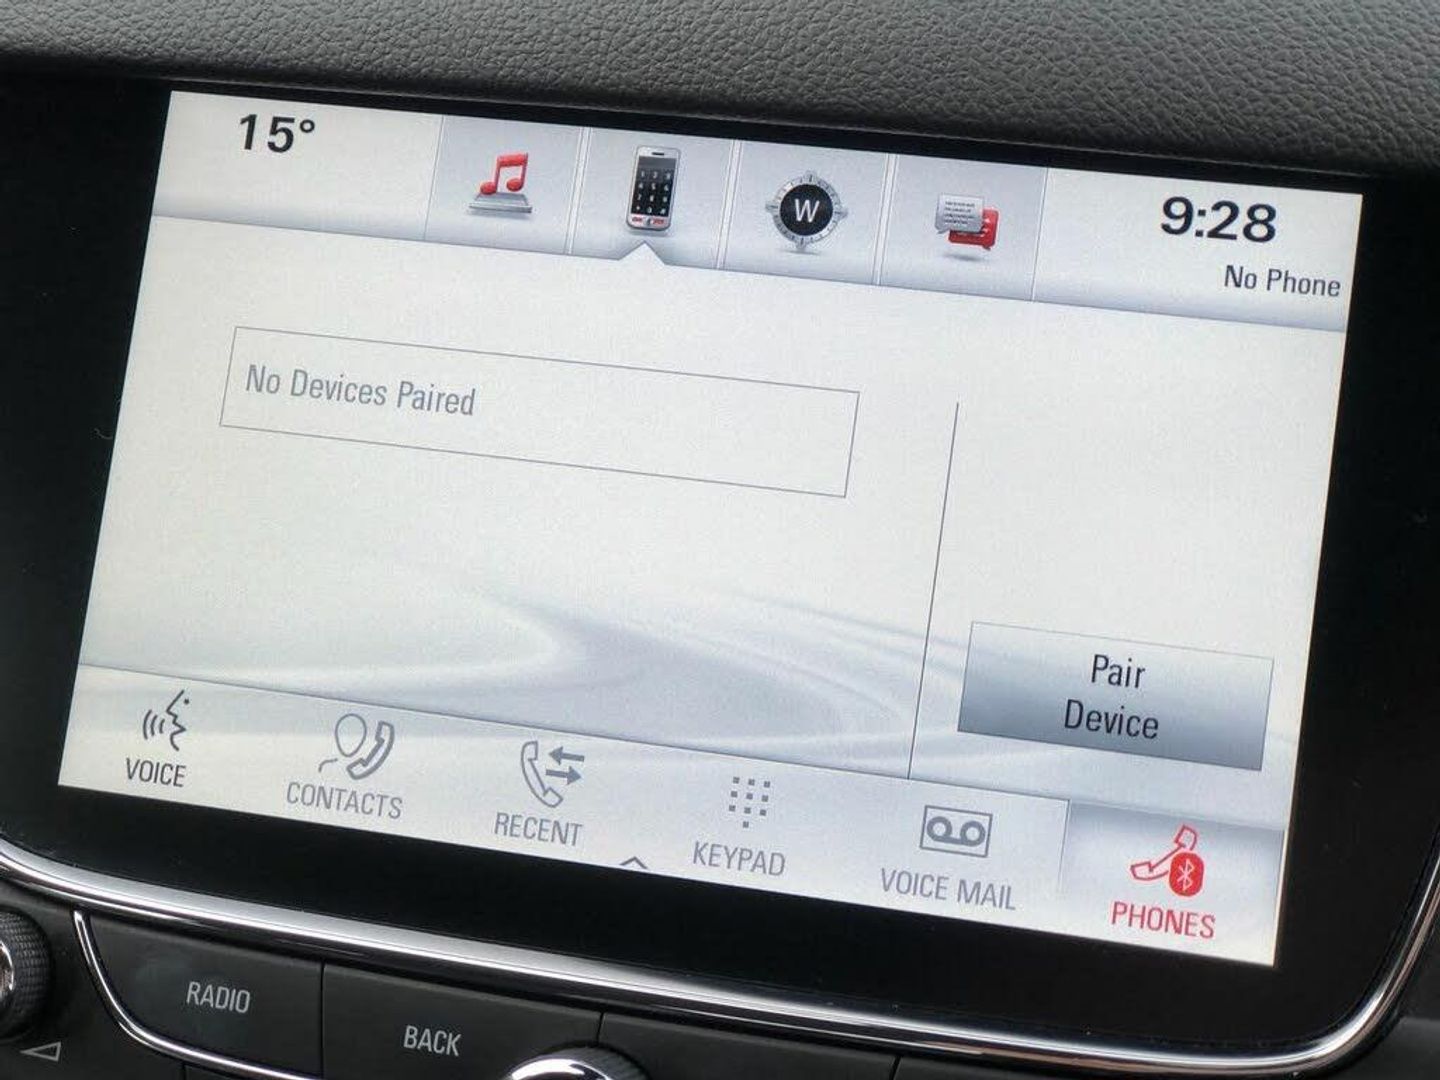 15°
W
9:28
No Phone
No Devices Paired
Pair
Device
VOICE
CONTACTS
RECENT
KEYPAD
VOICE MAIL
PHONES
RADIO
BACK